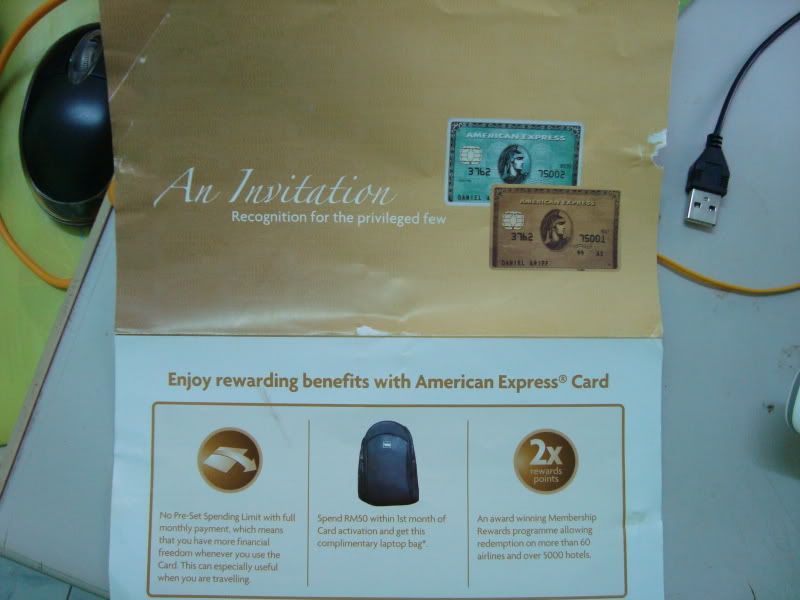 AMERICAN EXPRESS
3762 75002
DANIEL A
AMERICAN EXPRESS
3762 75001
DANIEL ARIFF
An Invitation
Recognition for the privileged few
Enjoy rewarding benefits with American Express® Card
No Pre-Set Spending Limit with full
monthly payment, which means
that you have more financial
freedom whenever you use the
Card. This can especially useful
when you are travelling.
Spend RM50 within 1st month of
Card activation and get this
complimentary laptop bag*.
2x
rewards
points
An award winning Membership
Rewards programme allowing
redemption on more than 60
airlines and over 5000 hotels.